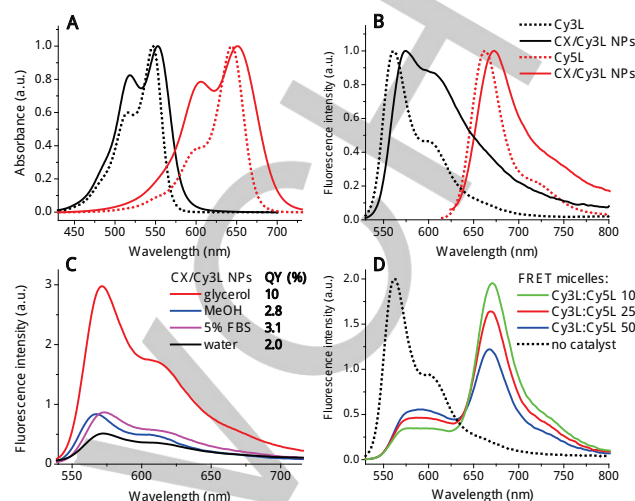 A
1.0
0.8
0.6
0.4
0.2
0.0
450 500 550 600 650 700
Absorbance (a.u.)
Wavelength (nm)
B
Cy3L
CX/Cy3L NPs
Cy5L
CX/Cy3L NPs
1.0
0.8
0.6
0.4
0.2
0.0
550 600 650 700 750 800
Fluorescence intensity (a.u.)
Wavelength (nm)
C
CX/Cy3L NPs QY (%)
glycerol 10
MeOH 2.8
5% FBS 3.1
water 2.0
3
2
1
0
550 600 650 700
Fluorescence intensity (a.u.)
Wavelength (nm)
D
FRET micelles:
Cy3L:Cy5L 10
Cy3L:Cy5L 25
Cy3L:Cy5L 50
no catalyst
2.0
1.5
1.0
0.5
0.0
550 600 650 700 750 800
Fluorescence intensity (a.u.)
Wavelength (nm)